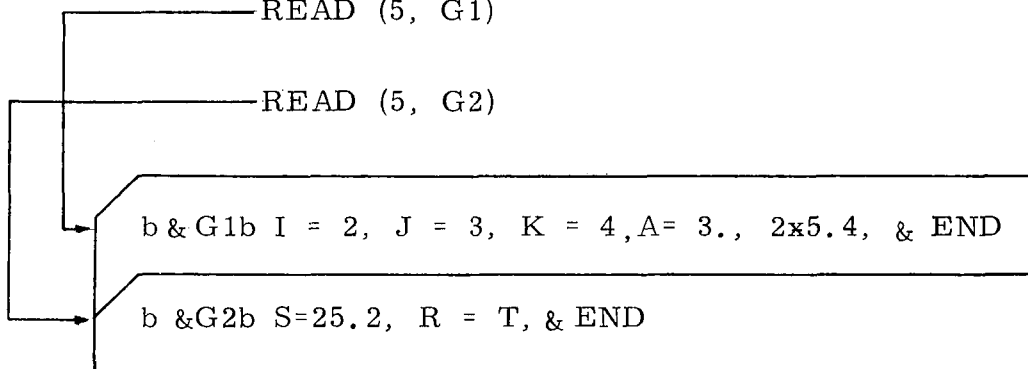 READ (5, G1)
READ (5, G2)
b & G1b I = 2, J = 3, K = 4,A= 3., 2x5.4, & END
b &G2b S=25.2, R = T, & END